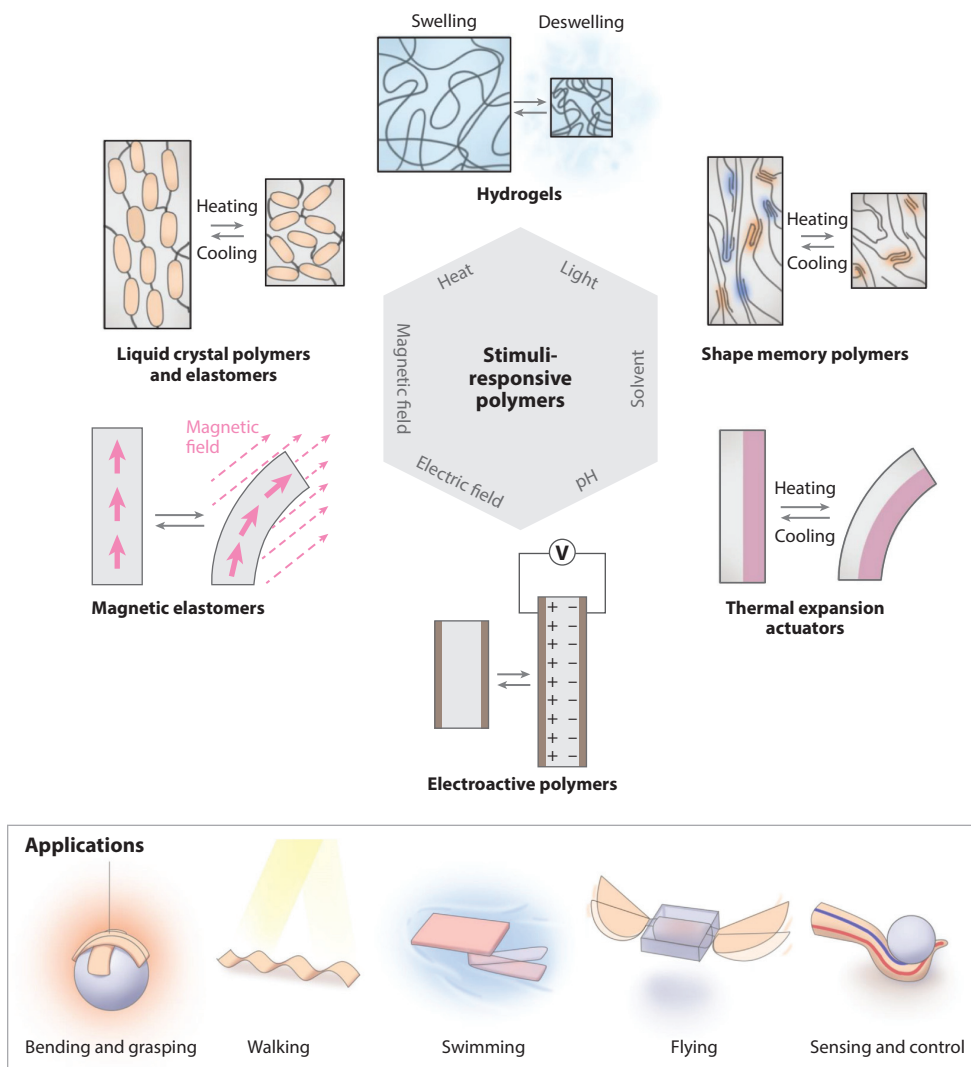 Swelling
Deswelling
Hydrogels
Heating
Cooling
Liquid crystal polymers
and elastomers
Heating
Cooling
Shape memory polymers
Heat
Light
Magnetic field
Stimuli-
responsive
polymers
Solvent
Electric field
pH
Magnetic
field
Magnetic elastomers
Heating
Cooling
Thermal expansion
actuators
V
+ −
+ −
+ −
+ −
+ −
+ −
+ −
+ −
+ −
Electroactive polymers
Applications
Bending and grasping
Walking
Swimming
Flying
Sensing and control